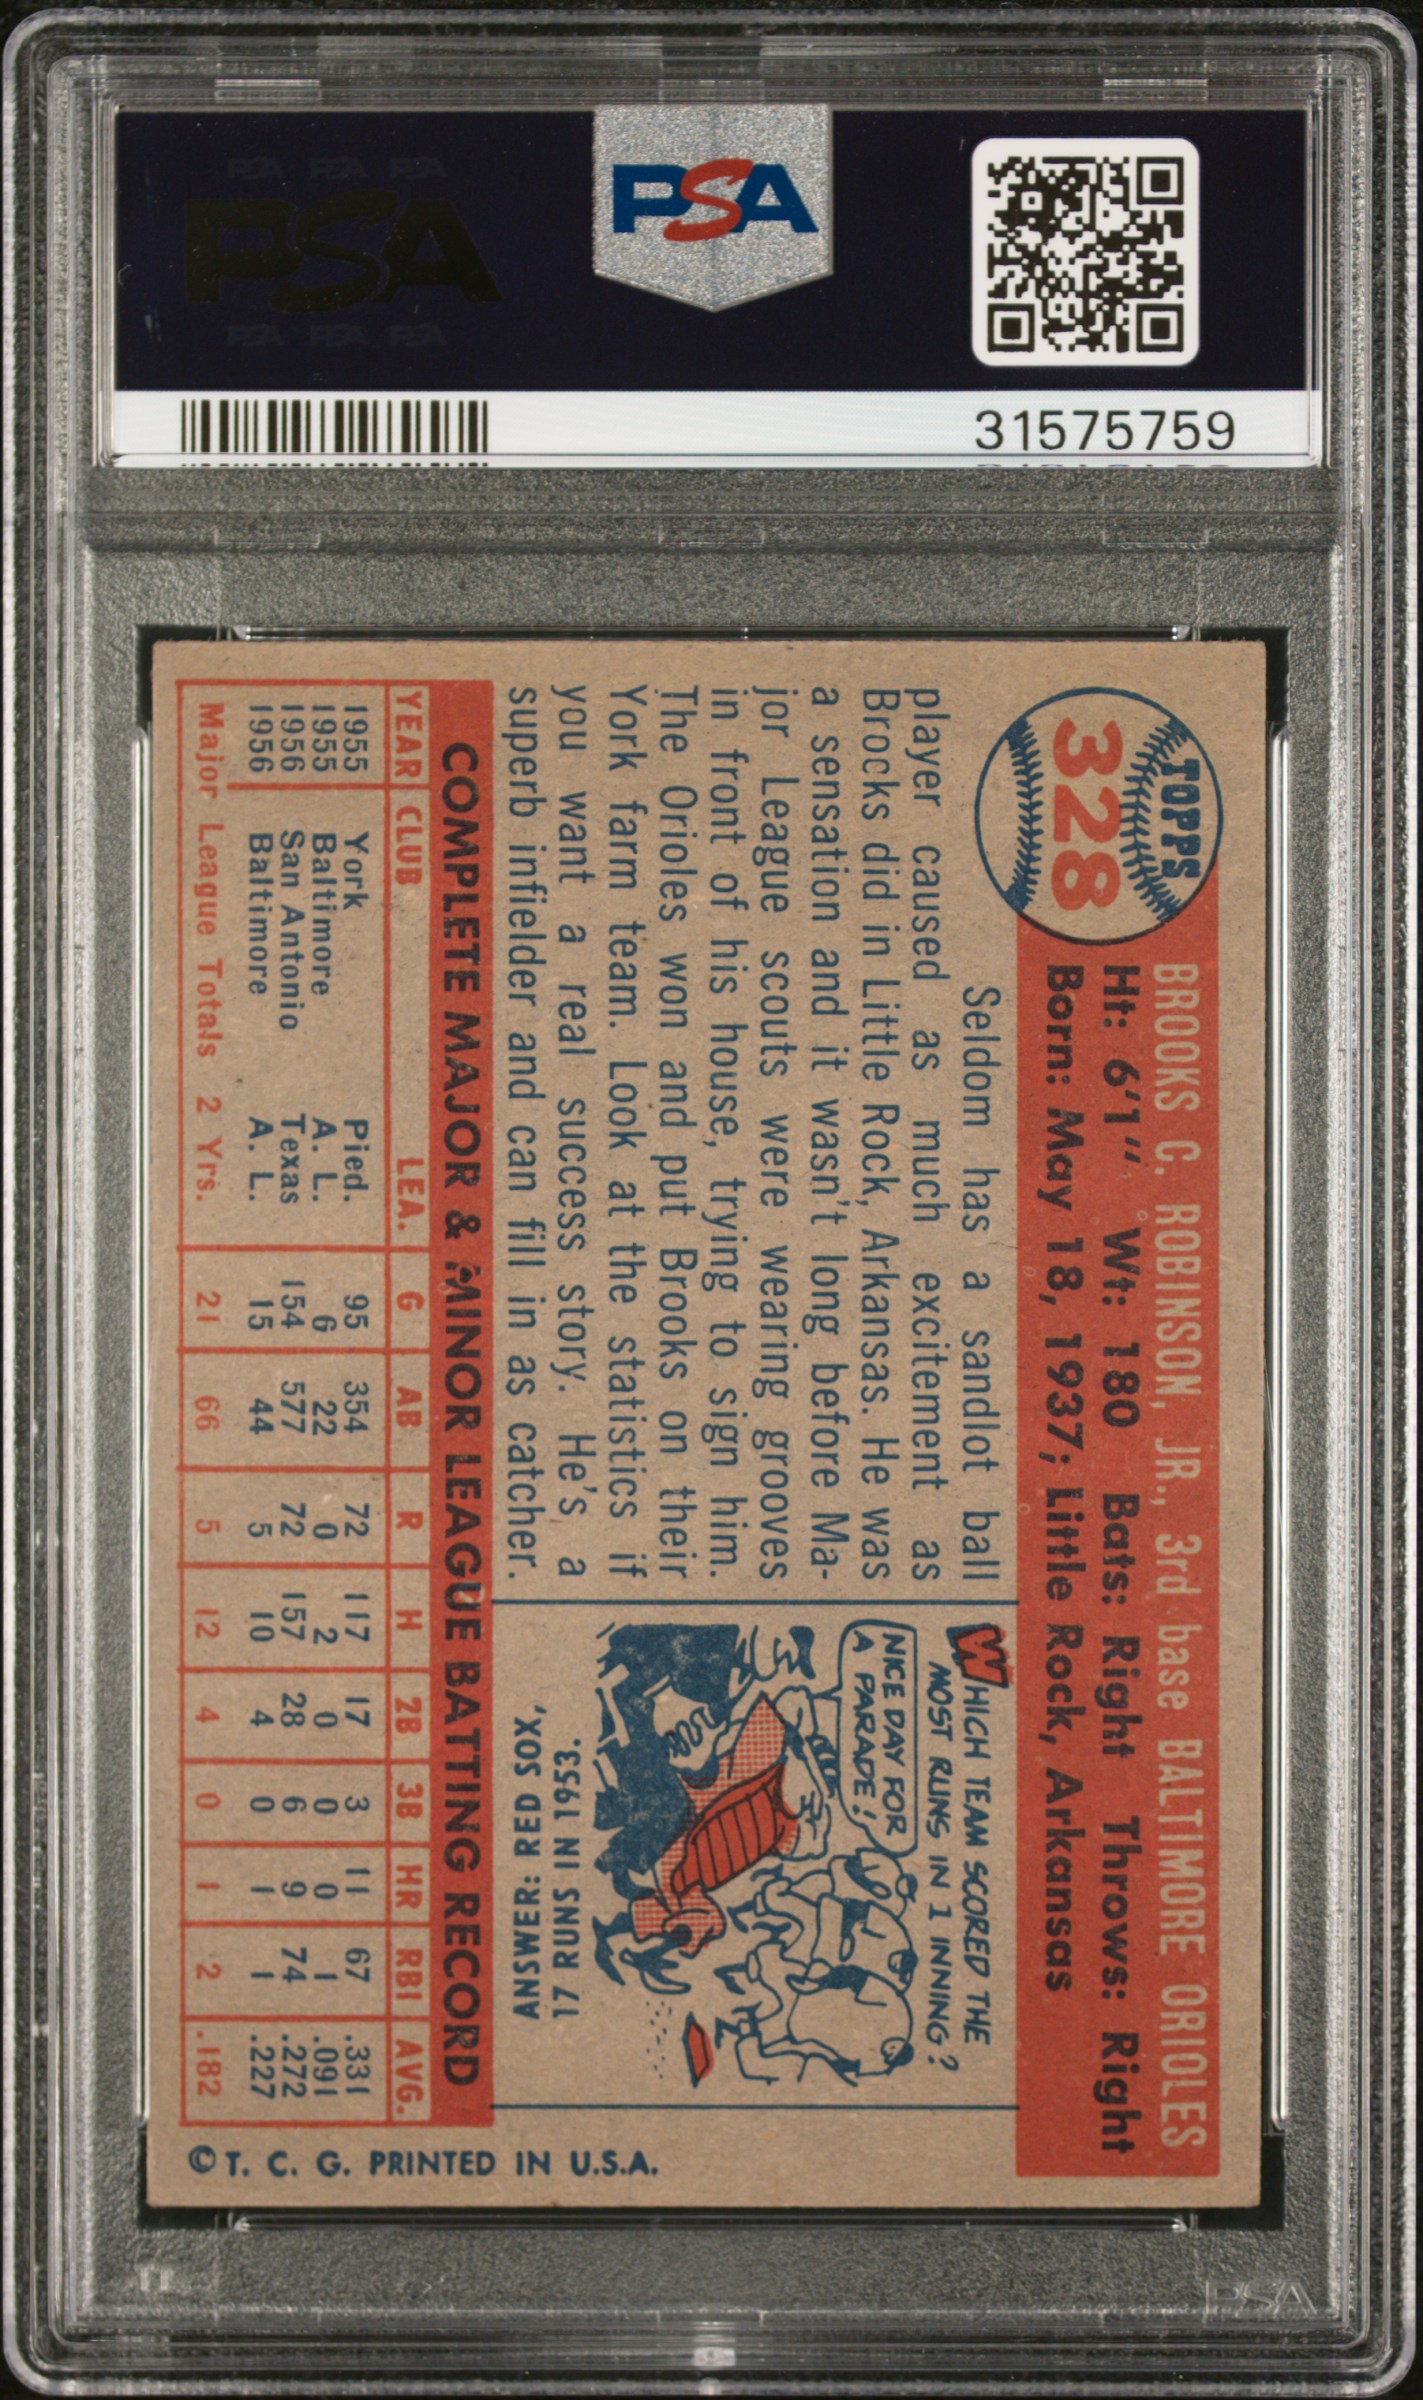 PSA PSA PSA
PSA
PSA PSA PSA
PSA
31575759
TOPPS
328
BROOKS C. ROBINSON, JR., 3rd base BALTIMORE ORIOLES
Ht: 6'1" Wt: 180 Bats: Right Throws: Right
Born: May 18, 1937; Little Rock, Arkansas
Seldom has a sandlot ball
player caused as much excitement as
Brocks did in Little Rock, Arkansas. He was
a sensation and it wasn't long before Ma-
jor League scouts were wearing grooves
in front of his house, trying to sign him.
The Orioles won and put Brooks on their
York farm team. Look at the statistics if
you want a real success story. He's a
superb infielder and can fill in as catcher.
WHICH TEAM SCORED THE
MOST RUNS IN 1 INNING?
NICE DAY FOR
A PARADE!
ANSWER: RED SOX,
17 RUNS IN 1953.
COMPLETE MAJOR & MINOR LEAGUE BATTING RECORD
YEAR CLUB LEA. G AB R H 2B 3B HR RBI AVG.
1955 York Pied. 95 354 72 117 17 3 11 67 .331
1955 Baltimore A. L. 6 22 0 2 0 0 0 1 .091
1956 San Antonio Texas 154 577 72 157 28 6 9 74 .272
1956 Baltimore A. L. 15 44 5 10 4 0 1 1 .227
Major League Totals 2 Yrs. 21 66 5 12 4 0 1 2 .182
© T. C. G. PRINTED IN U.S.A.
PSA